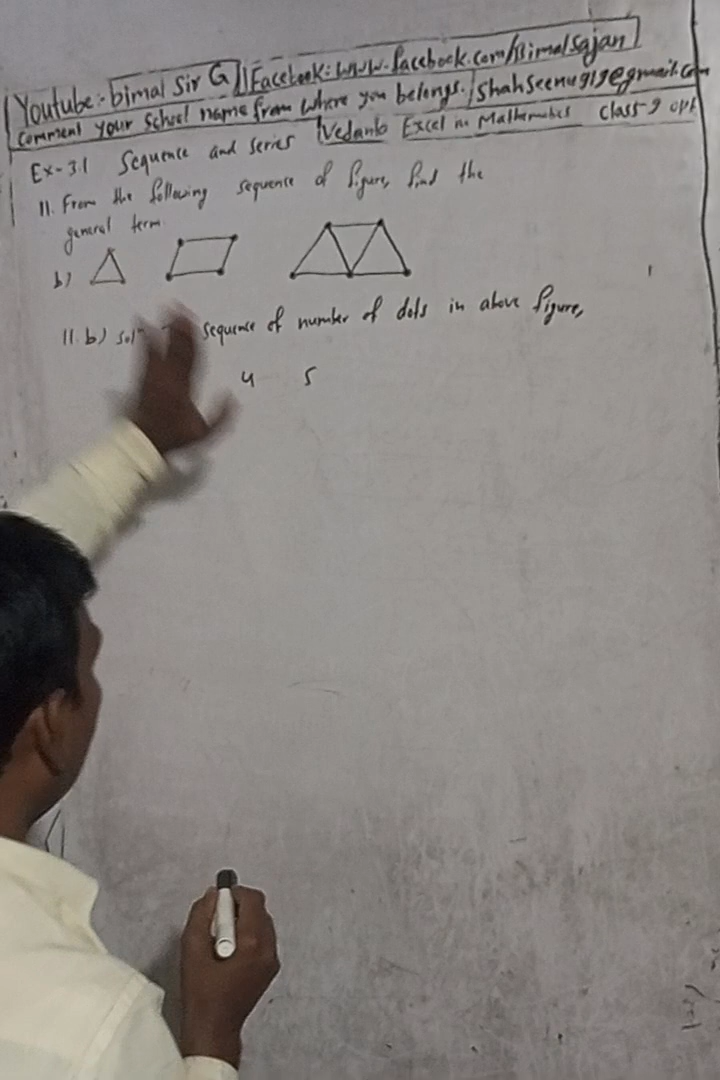 Youtube:- bimal Sir G || Facebook: www.facebook.com/bimalsajan
comment your School name from where you belongs. | shahseenu919@gmail.com
Ex-3.1 Sequence and series | Vedanta Excel in Mathematics class-9 opt
11. From the following sequence of figure, find the
general term.
b)
11. b) Sol sequence of number of dots in above figure,
4 5